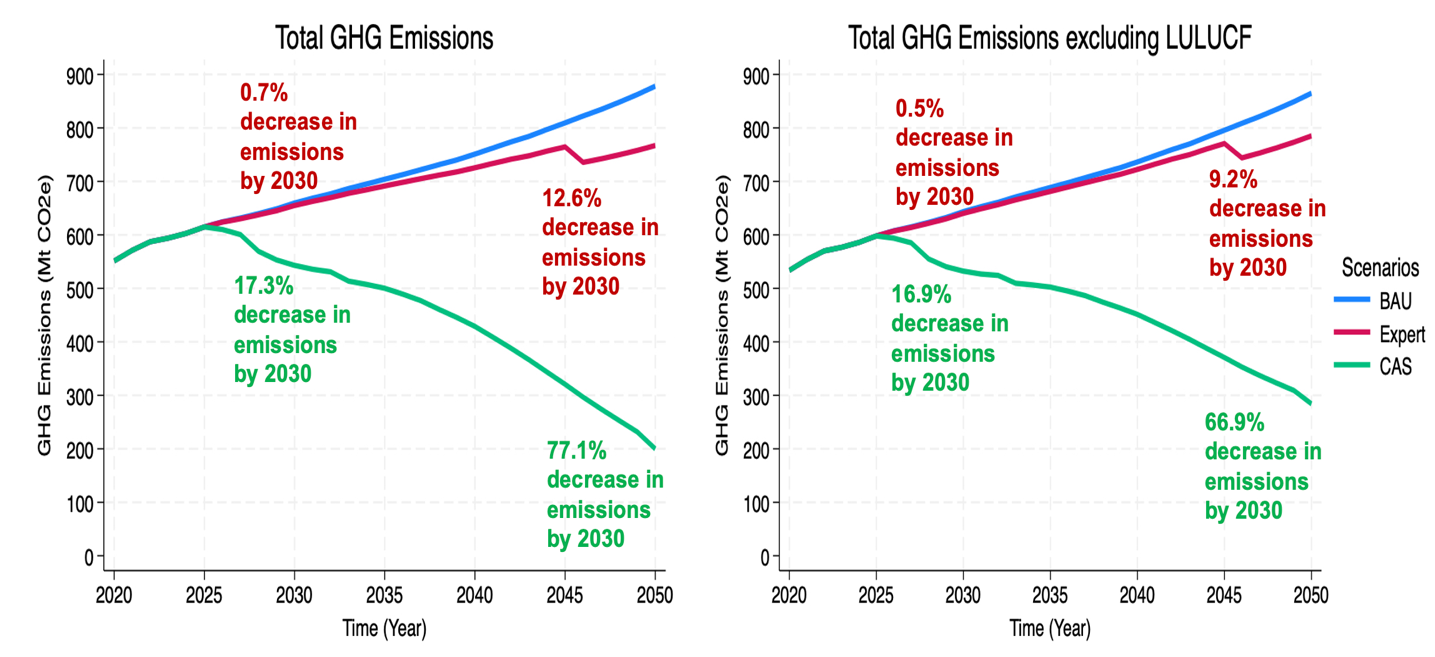 Total GHG Emissions
GHG Emissions (Mt CO2e)
900
800
700
600
500
400
300
200
100
0
0.7%
decrease in
emissions
by 2030
12.6%
decrease in
emissions
by 2030
17.3%
decrease in
emissions
by 2030
77.1%
decrease in
emissions
by 2030
2020 2025 2030 2035 2040 2045 2050
Time (Year)
Total GHG Emissions excluding LULUCF
GHG Emissions (Mt CO2e)
900
800
700
600
500
400
300
200
100
0
0.5%
decrease in
emissions
by 2030
9.2%
decrease in
emissions
by 2030
16.9%
decrease in
emissions
by 2030
66.9%
decrease in
emissions
by 2030
2020 2025 2030 2035 2040 2045 2050
Time (Year)
Scenarios
BAU
Expert
CAS